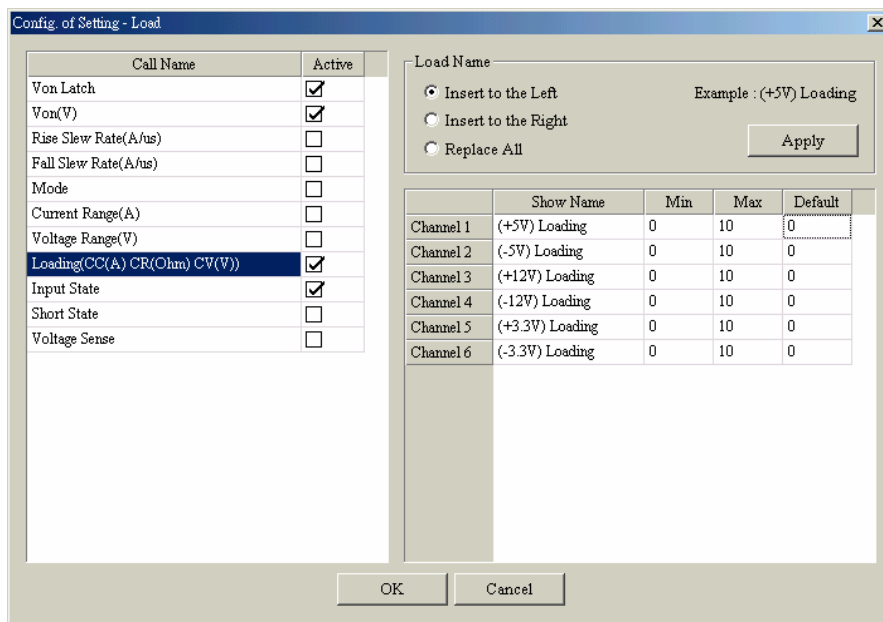 Config. of Setting - Load
Call Name Active
Von Latch
Von(V)
Rise Slew Rate(A/us)
Fall Slew Rate(A/us)
Mode
Current Range(A)
Voltage Range(V)
Loading(CC(A) CR(Ohm) CV(V))
Input State
Short State
Voltage Sense
Load Name
Insert to the Left Example : (+5V) Loading
Insert to the Right
Replace All
Apply
Show Name Min Max Default
Channel 1 (+5V) Loading 0 10 0
Channel 2 (-5V) Loading 0 10 0
Channel 3 (+12V) Loading 0 10 0
Channel 4 (-12V) Loading 0 10 0
Channel 5 (+3.3V) Loading 0 10 0
Channel 6 (-3.3V) Loading 0 10 0
OK Cancel